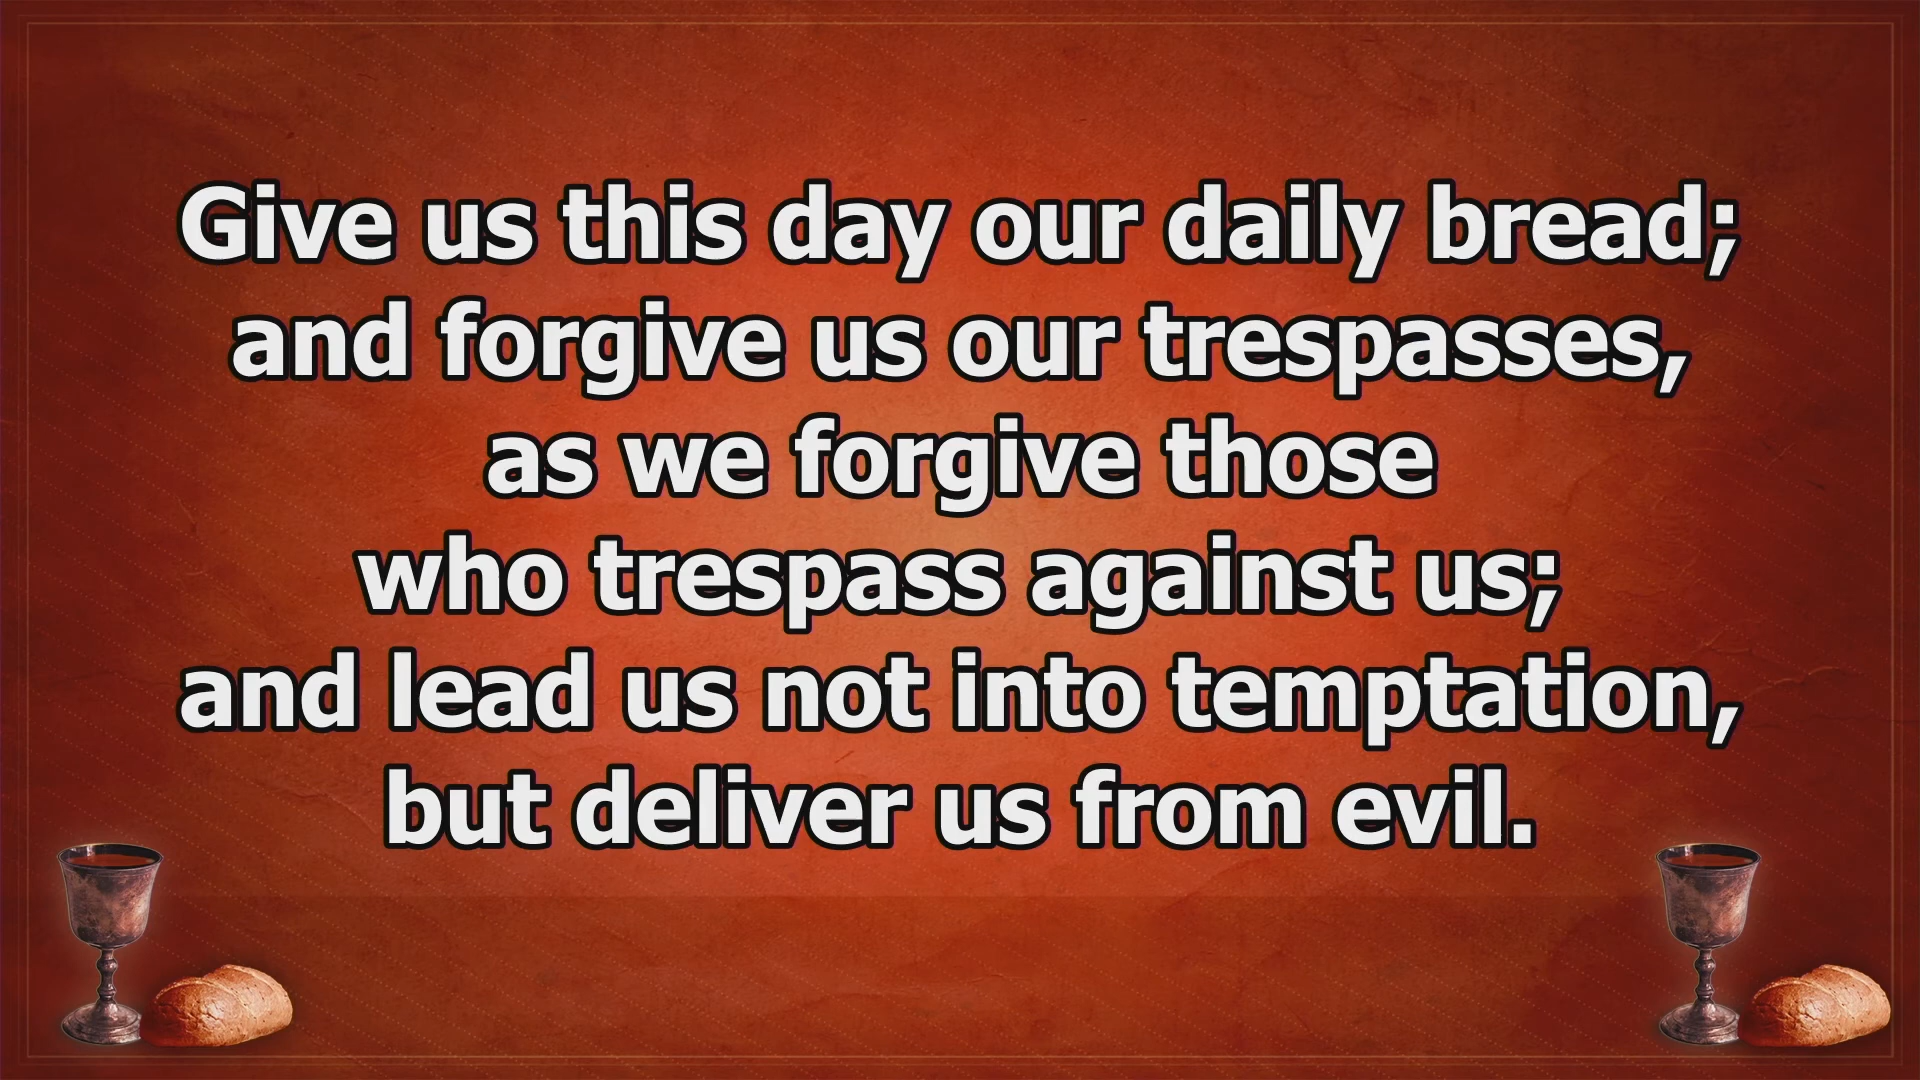 Give us this day our daily bread;
and forgive us our trespasses,
as we forgive those
who trespass against us;
and lead us not into temptation,
but deliver us from evil.